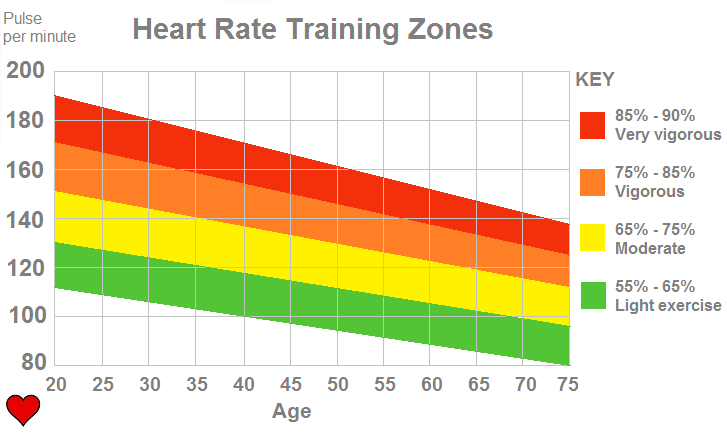 Pulse
per minute
Heart Rate Training Zones
200
180
160
140
120
100
80
20 25 30 35 40 45 50 55 60 65 70 75
Age
KEY
85% - 90%
Very vigorous
75% - 85%
Vigorous
65% - 75%
Moderate
55% - 65%
Light exercise